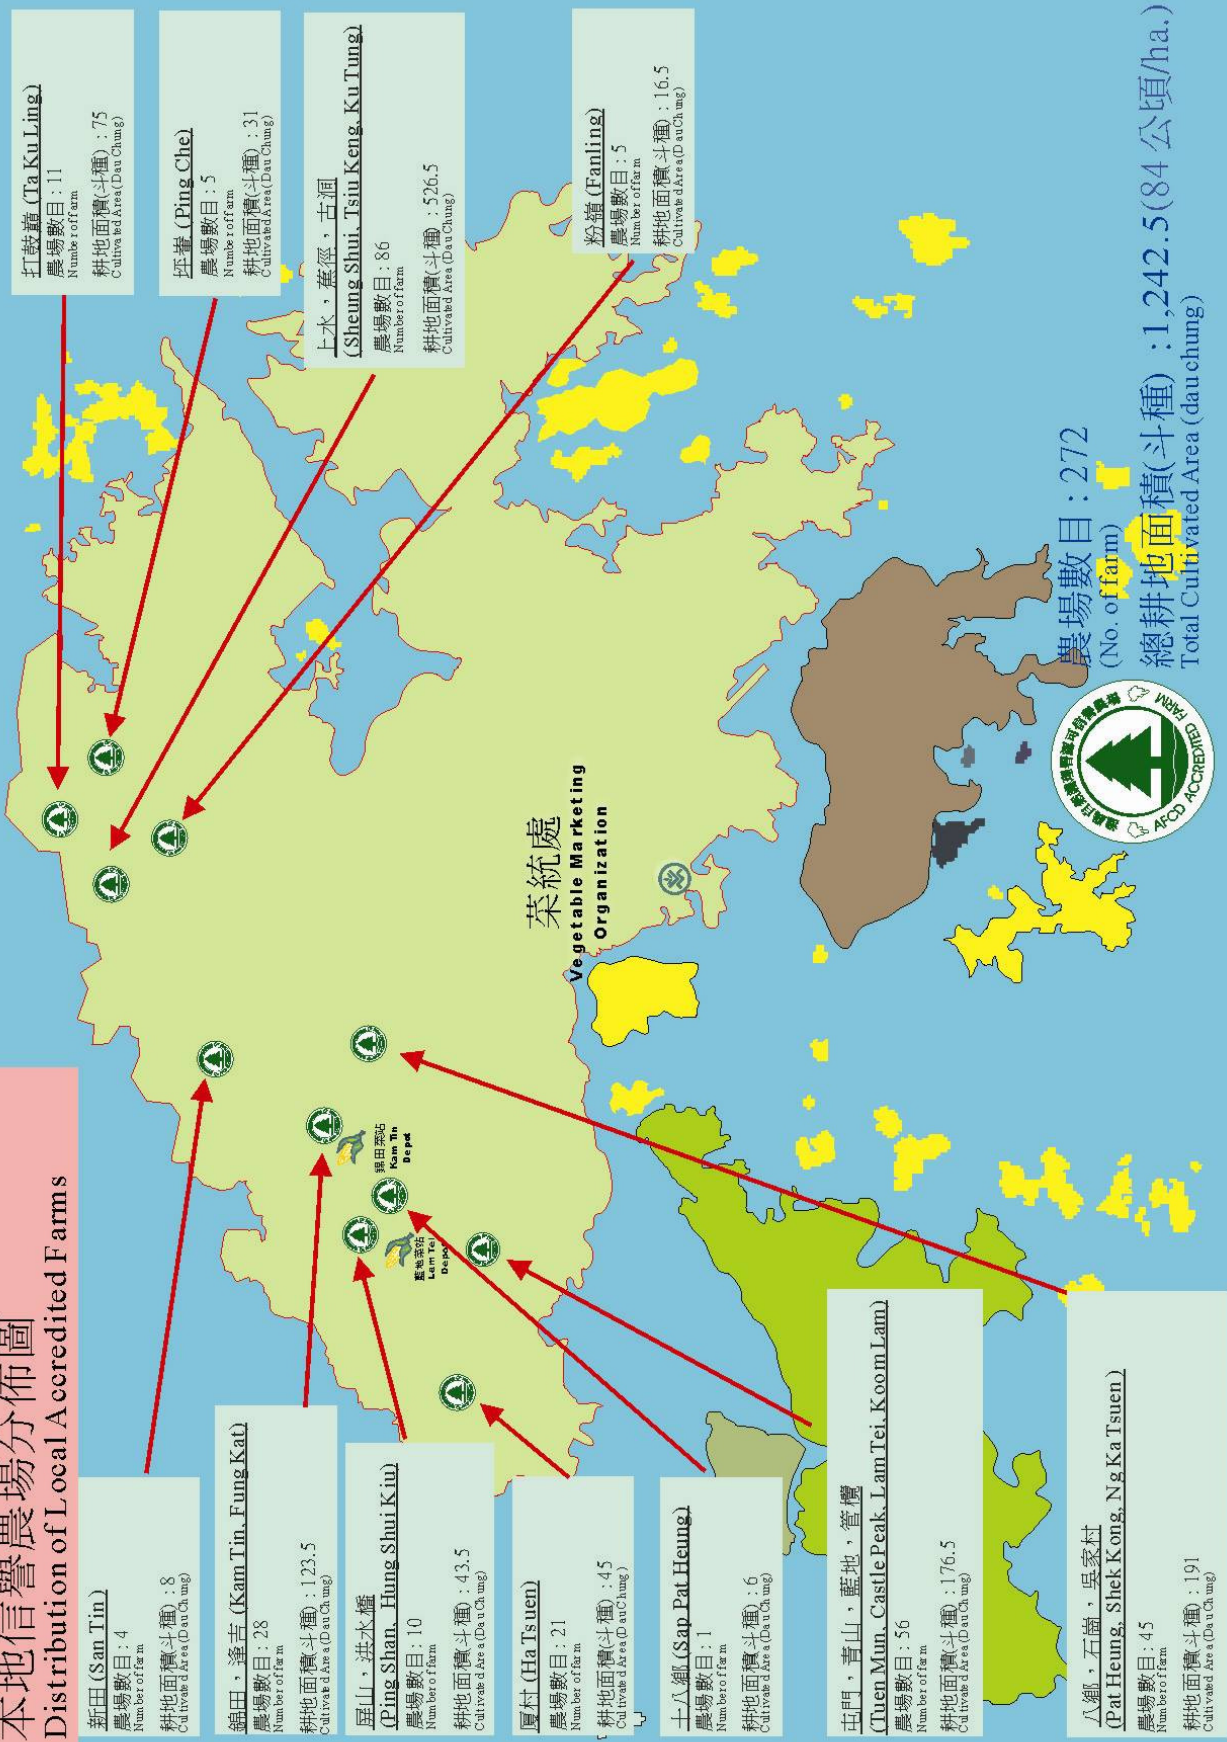 本地信譽農場分佈圖
Distribution of Local Accredited Farms
新田 (San Tin)
農場數目 : 4
Number of farm
耕地面積(斗種) : 8
Cultivated Area (Dau Chung)
錦田，逢吉 (Kam Tin, Fung Kat)
農場數目 : 28
Number of farm
耕地面積(斗種) : 123.5
Cultivated Area (Dau Chung)
屏山，洪水橋
(Ping Shan, Hung Shui Kiu)
農場數目 : 10
Number of farm
耕地面積(斗種) : 43.5
Cultivated Area (Dau Chung)
厦村 (Ha Tsuen)
農場數目 : 21
Number of farm
耕地面積(斗種) : 45
Cultivated Area (Dau Chung)
十八鄉 (Sap Pat Heung)
農場數目 : 1
Number of farm
耕地面積(斗種) : 6
Cultivated Area (Dau Chung)
屯門，青山，藍地，管欖
(Tuen Mun, Castle Peak, Lam Tei, Koom Lam)
農場數目 : 56
Number of farm
耕地面積(斗種) : 176.5
Cultivated Area (Dau Chung)
八鄉，石崗，吳家村
(Pat Heung, Shek Kong, Ng Ka Tsuen)
農場數目 : 45
Number of farm
耕地面積(斗種) : 191
Cultivated Area (Dau Chung)
錦田菜站
Kam Tin
Depot
藍地菜站
Lam Tei
Depot
菜統處
Vegetable Marketing
Organization
打鼓嶺 (Ta Ku Ling)
農場數目 : 11
Number of farm
耕地面積(斗種) : 75
Cultivated Area (Dau Chung)
坪輋 (Ping Che)
農場數目 : 5
Number of farm
耕地面積(斗種) : 31
Cultivated Area (Dau Chung)
上水，蕉徑，古洞
(Sheung Shui, Tsiu Keng, Ku Tung)
農場數目 : 86
Number of farm
耕地面積(斗種) : 526.5
Cultivated Area (Dau Chung)
粉嶺 (Fanling)
農場數目 : 5
Number of farm
耕地面積(斗種) : 16.5
Cultivated Area (Dau Chung)
農場數目 : 272
(No. of farm)
總耕地面積(斗種) :1,242.5(84 公頃/ha.)
Total Cultivated Area (dau chung)
AFCD ACCREDITED FARM